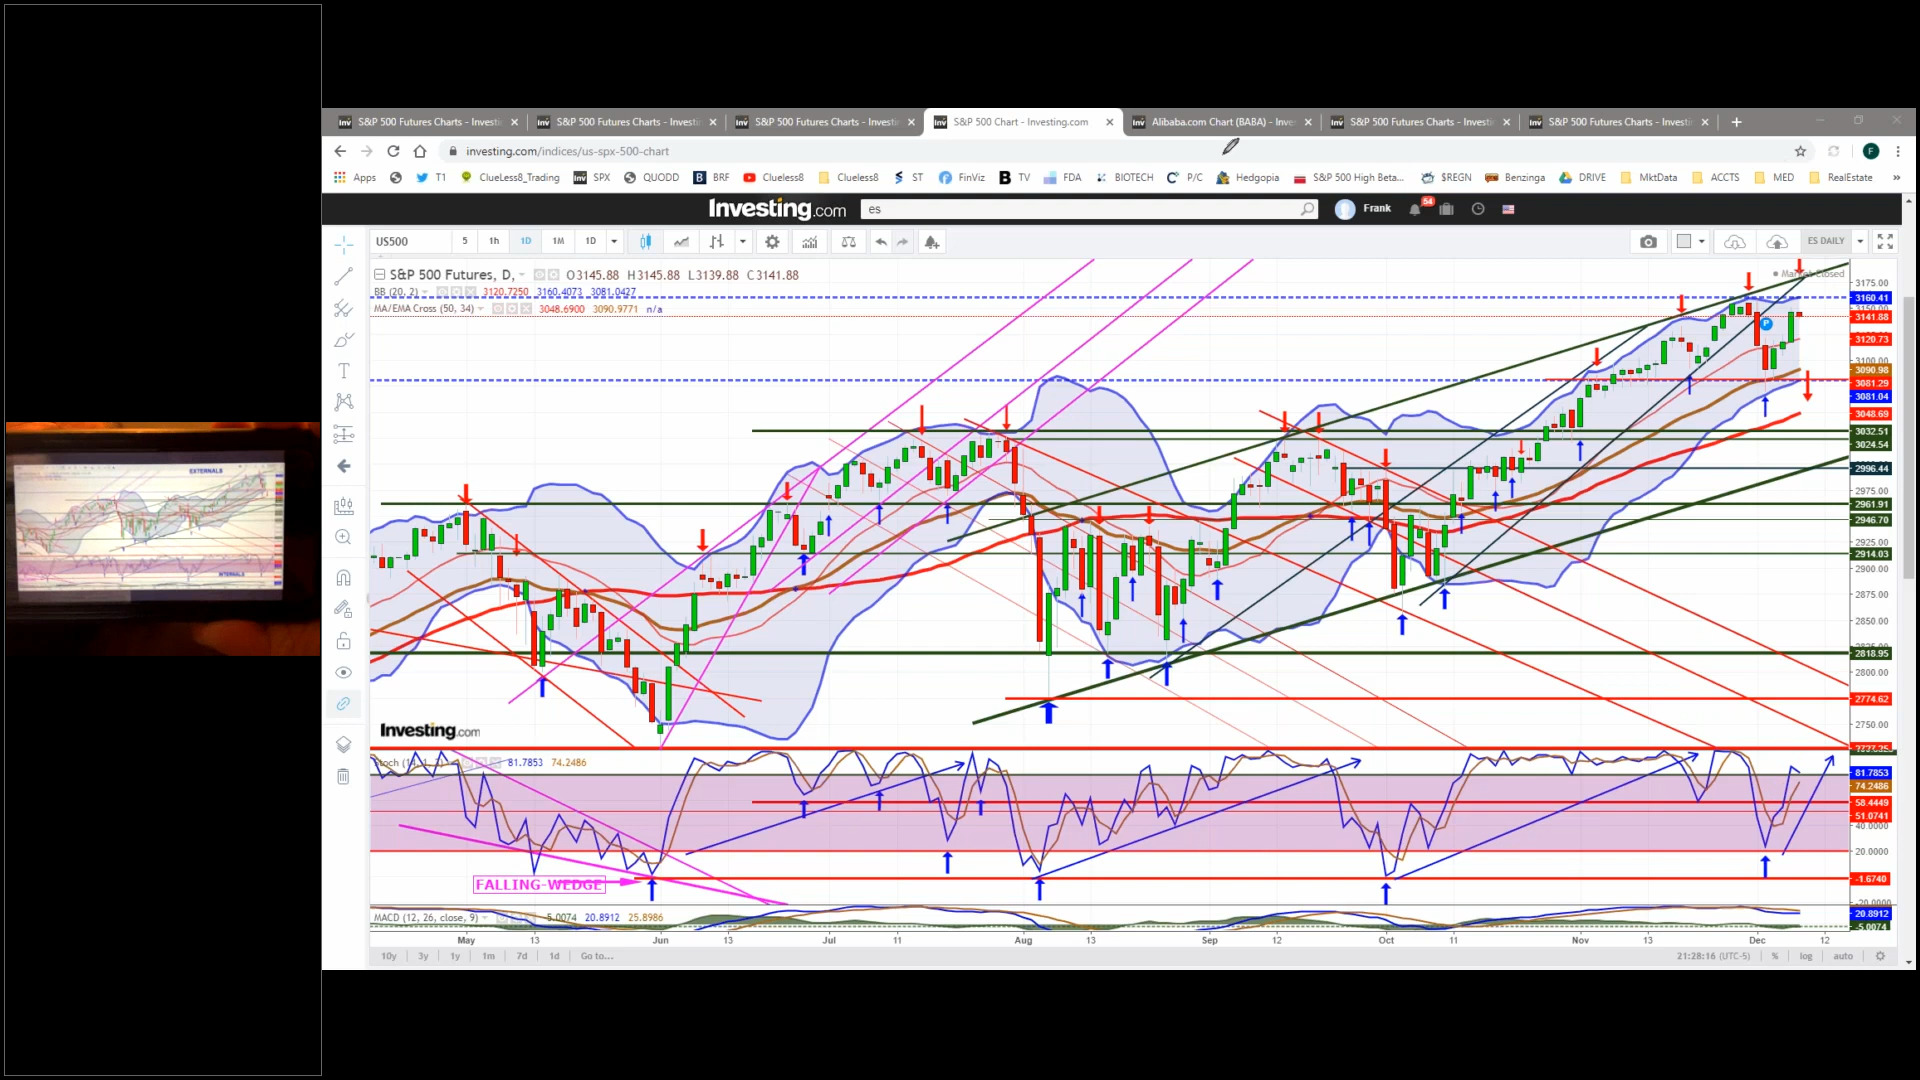 S&P 500 Futures Charts - Investi
S&P 500 Futures Charts - Investi
S&P 500 Futures Charts - Investi
S&P 500 Chart - Investing.com
Alibaba.com Chart (BABA) - Inves
S&P 500 Futures Charts - Investi
S&P 500 Futures Charts - Investi
investing.com/indices/us-spx-500-chart
Apps T1 ClueLess8_Trading SPX QUODD BRF Clueless8 Clueless8 ST FinViz TV FDA BIOTECH P/C Hedgopia S&P 500 High Beta... $REGN Benzinga DRIVE MktData ACCTS MED RealEstate »
Investing.com es Frank 54
US500 5 1h 1D 1M 1D ES DAILY
S&P 500 Futures, D, O3145.88 H3145.88 L3139.88 C3141.88
Market Closed
BB (20, 2) 3120.7250 3160.4073 3081.0427
MA/EMA Cross (50, 34) 3048.6900 3090.9771 n/a
3175.00
3160.41
3141.88
3120.73
3100.00
3090.98
3081.29
3081.04
3048.69
3032.51
3024.54
2996.44
2975.00
2961.91
2946.70
2925.00
2914.03
2900.00
2875.00
2850.00
2818.95
2800.00
2774.62
2750.00
EXTERNALS
INTERNALS
P
Investing.com
81.7853 74.2486
81.7853
74.2486
58.4449
51.0741
40.0000
20.0000
-1.6740
-20.0000
FALLING-WEDGE
MACD (12, 26, close, 9) -5.0074 20.8912 25.8986
20.8912
-5.0074
May 13 Jun 13 Jul 11 Aug 13 Sep 12 Oct 11 Nov 13 Dec 12
10y 3y 1y 1m 7d 1d Go to... 21:28:16 (UTC-5) % log auto